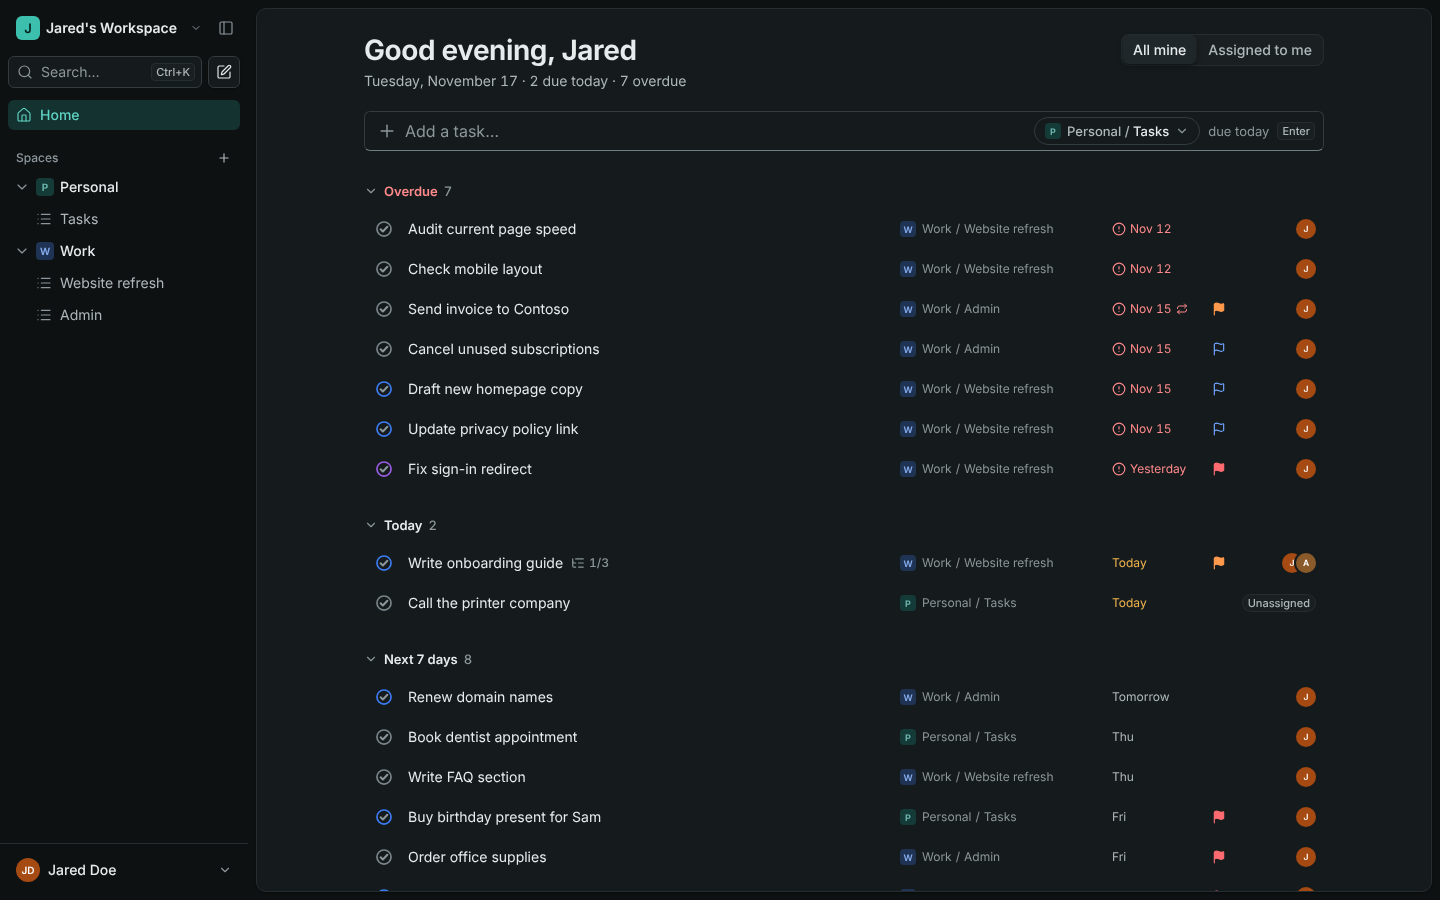 J Jared's Workspace
Search... Ctrl+K
Home
Spaces
P Personal
Tasks
W Work
Website refresh
Admin
JD Jared Doe
Good evening, Jared
All mine Assigned to me
Tuesday, November 17 · 2 due today · 7 overdue
Add a task... P Personal / Tasks due today Enter
Overdue 7
Audit current page speed W Work / Website refresh Nov 12 J
Check mobile layout W Work / Website refresh Nov 12 J
Send invoice to Contoso W Work / Admin Nov 15 J
Cancel unused subscriptions W Work / Admin Nov 15 J
Draft new homepage copy W Work / Website refresh Nov 15 J
Update privacy policy link W Work / Website refresh Nov 15 J
Fix sign-in redirect W Work / Website refresh Yesterday J
Today 2
Write onboarding guide 1/3 W Work / Website refresh Today J A
Call the printer company P Personal / Tasks Today Unassigned
Next 7 days 8
Renew domain names W Work / Admin Tomorrow J
Book dentist appointment P Personal / Tasks Thu J
Write FAQ section W Work / Website refresh Thu J
Buy birthday present for Sam P Personal / Tasks Fri J
Order office supplies W Work / Admin Fri J